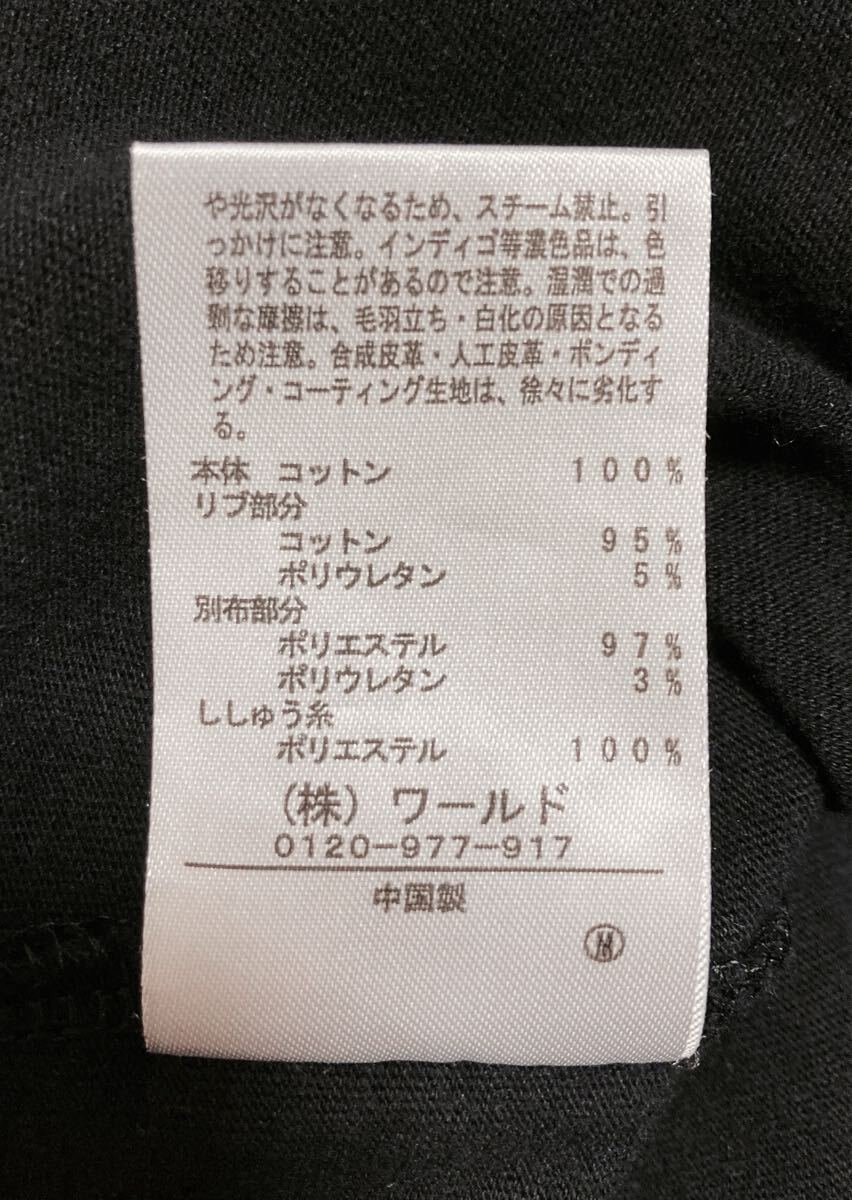 や光沢がなくなるため、スチーム禁止。引
っかけに注意。インディゴ等濃色品は、色
移りすることがあるので注意。湿潤での過
剰な摩擦は、毛羽立ち・白化の原因となる
ため注意。合成皮革・人工皮革・ボンディ
ング・コーティング生地は、徐々に劣化す
る。
本体 コットン 100%
リブ部分
コットン 95%
ポリウレタン 5%
別布部分
ポリエステル 97%
ポリウレタン 3%
ししゅう糸
ポリエステル 100%
(株) ワールド
0120-977-917
中国製
Ⓜ